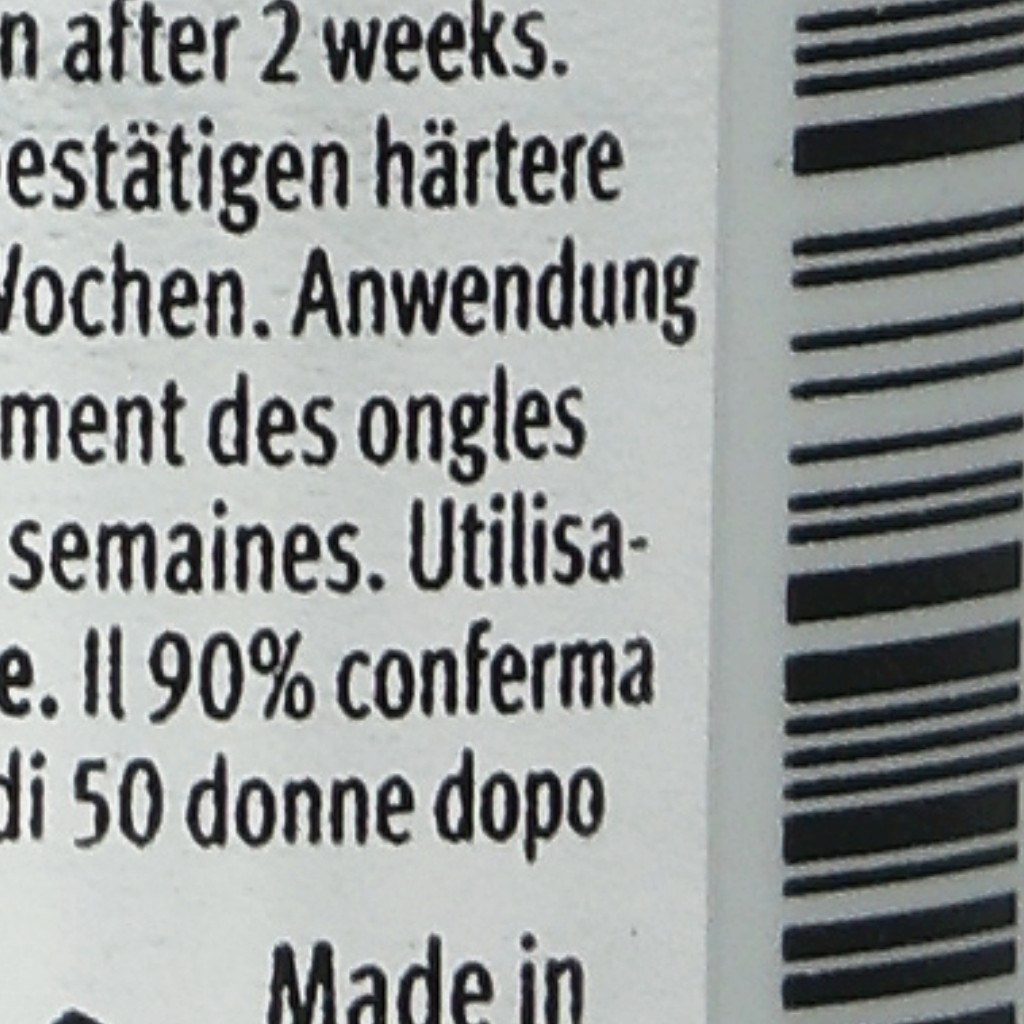 n after 2 weeks.
estätigen härtere
Wochen. Anwendung
ment des ongles
semaines. Utilisa-
e. Il 90% conferma
di 50 donne dopo
Made in